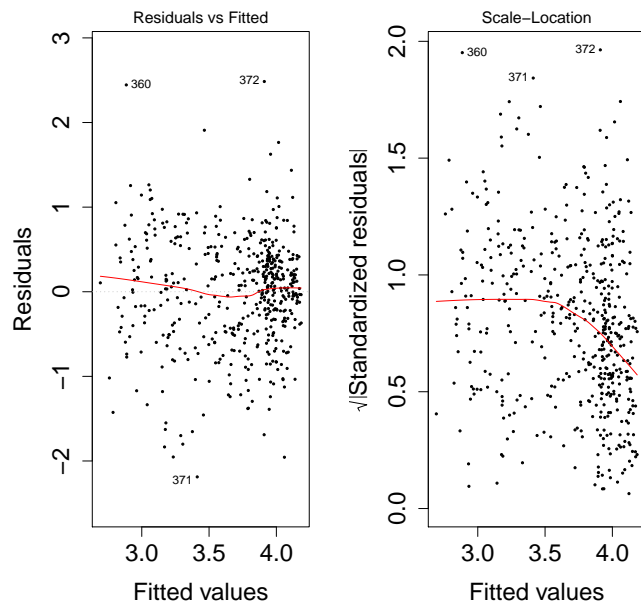 Residuals vs Fitted
Residuals
3
2
1
0
−1
−2
360
372
371
3.0 3.5 4.0
Fitted values
Scale−Location
√|Standardized residuals|
2.0
1.5
1.0
0.5
0.0
360
372
371
3.0 3.5 4.0
Fitted values